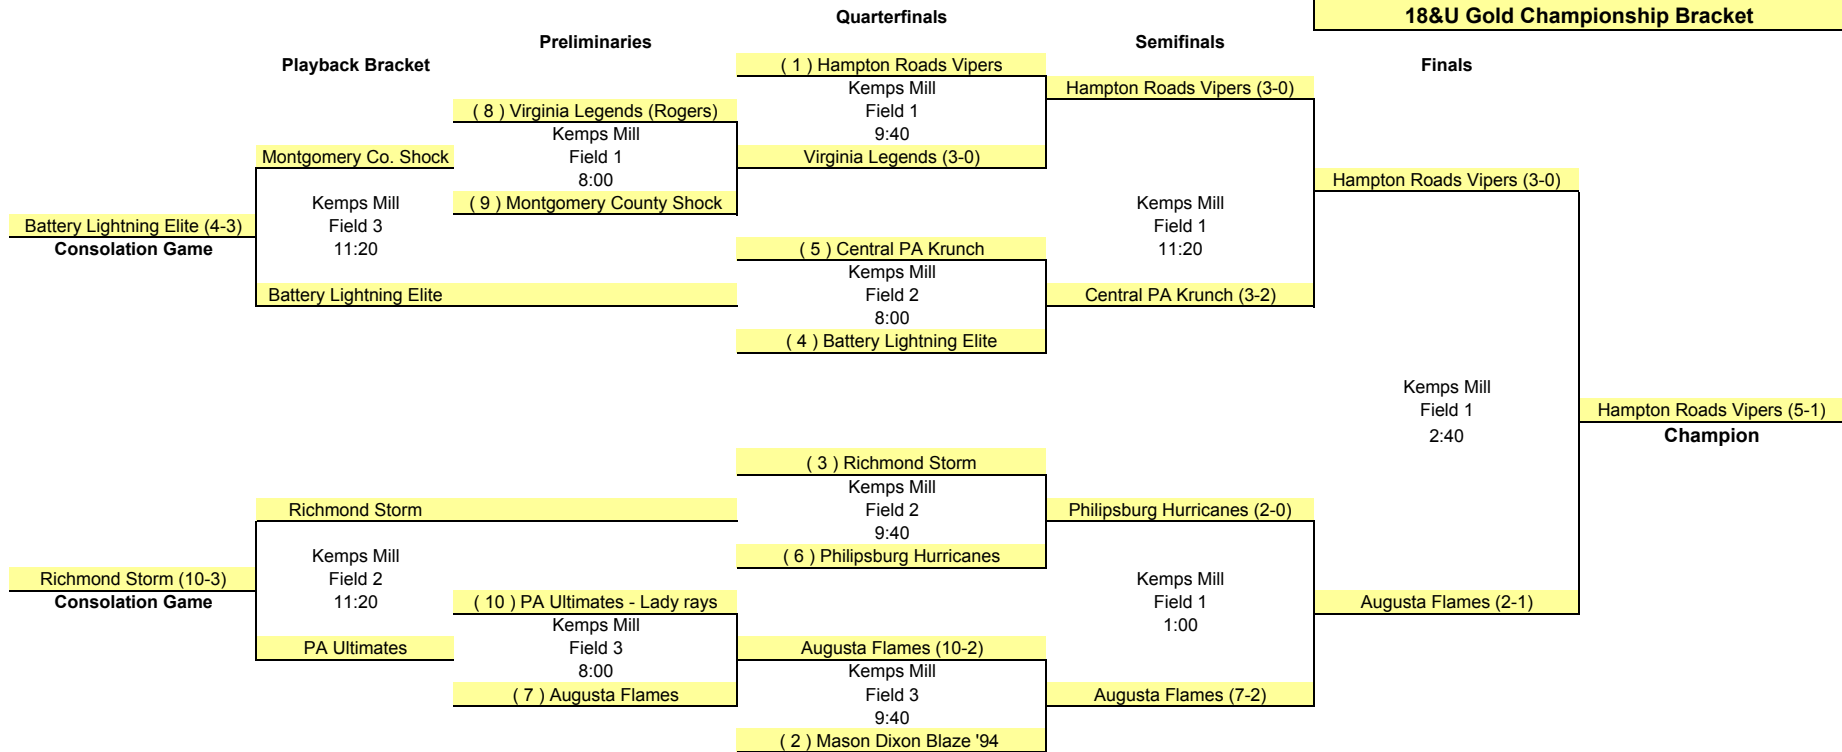 Quarterfinals
18&U Gold Championship Bracket
Preliminaries
Semifinals
Playback Bracket
( 1 ) Hampton Roads Vipers
Finals
Kemps Mill
Hampton Roads Vipers (3-0)
( 8 ) Virginia Legends (Rogers)
Field 1
Kemps Mill
9:40
Montgomery Co. Shock
Field 1
Virginia Legends (3-0)
8:00
Hampton Roads Vipers (3-0)
Kemps Mill
( 9 ) Montgomery County Shock
Kemps Mill
Battery Lightning Elite (4-3)
Field 3
Field 1
Consolation Game
11:20
( 5 ) Central PA Krunch
11:20
Kemps Mill
Battery Lightning Elite
Field 2
Central PA Krunch (3-2)
8:00
( 4 ) Battery Lightning Elite
Kemps Mill
Field 1
Hampton Roads Vipers (5-1)
2:40
Champion
( 3 ) Richmond Storm
Kemps Mill
Richmond Storm
Field 2
Philipsburg Hurricanes (2-0)
9:40
Kemps Mill
( 6 ) Philipsburg Hurricanes
Richmond Storm (10-3)
Field 2
Kemps Mill
Consolation Game
11:20
( 10 ) PA Ultimates - Lady rays
Field 1
Augusta Flames (2-1)
Kemps Mill
1:00
PA Ultimates
Field 3
Augusta Flames (10-2)
8:00
Kemps Mill
( 7 ) Augusta Flames
Field 3
Augusta Flames (7-2)
9:40
( 2 ) Mason Dixon Blaze '94